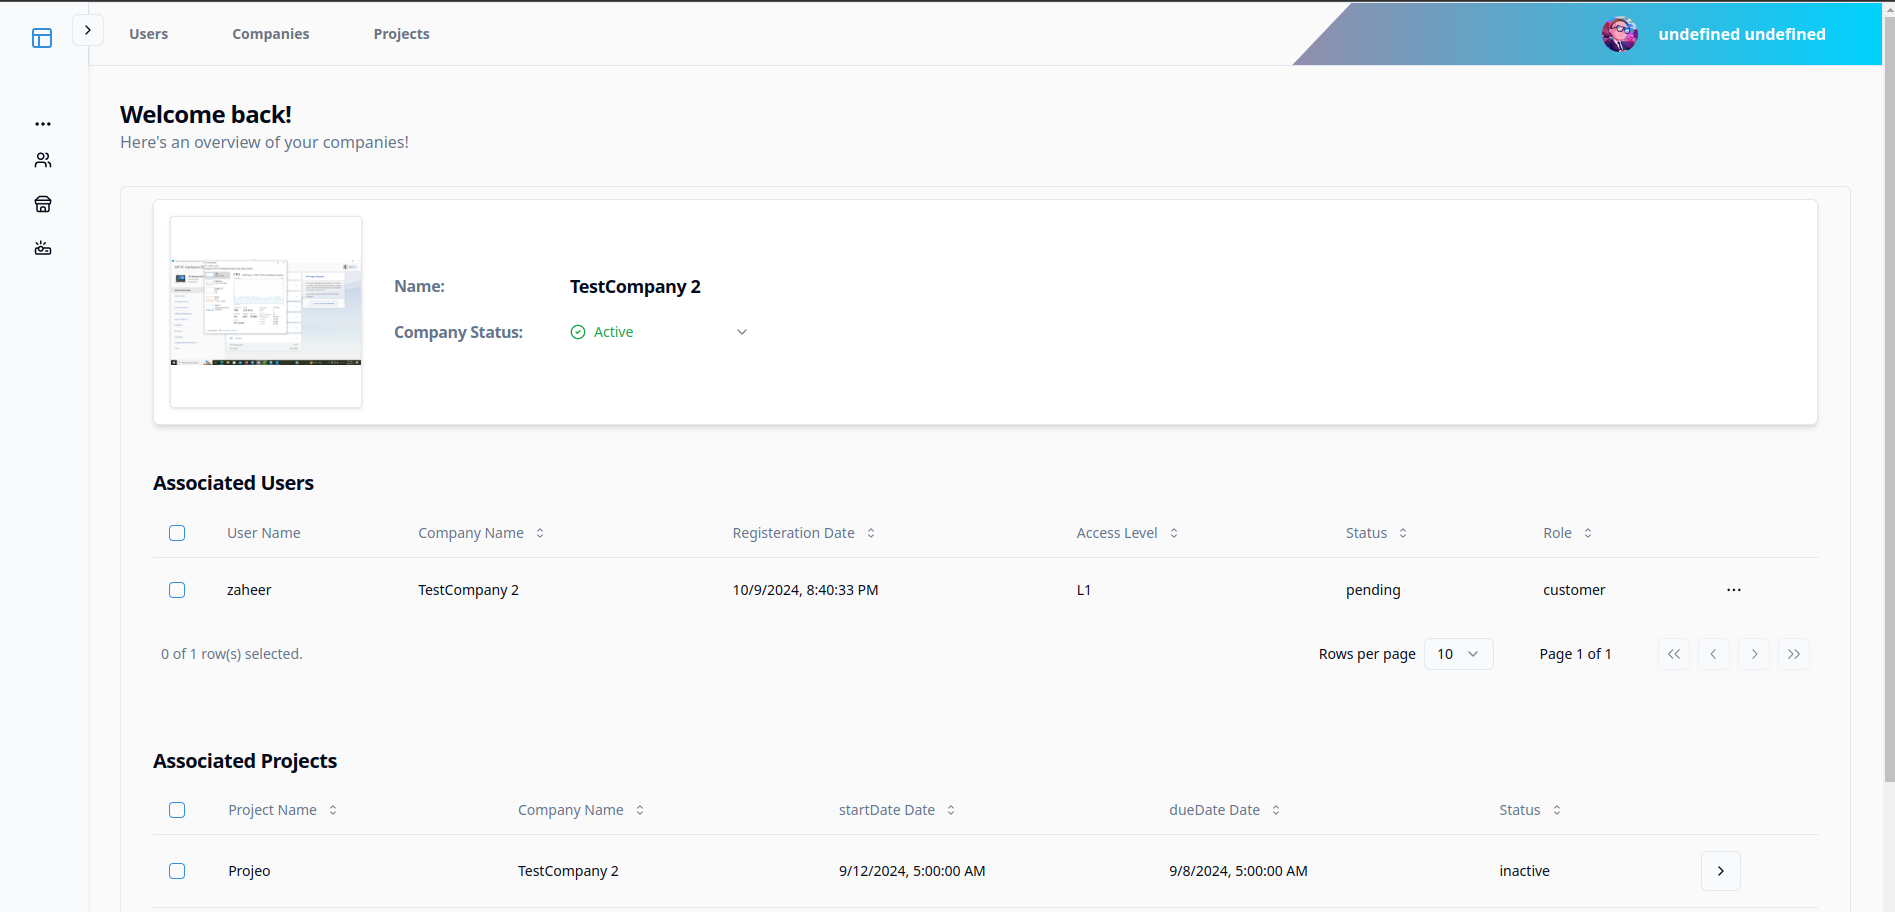 Users Companies Projects undefined undefined
Welcome back!
Here's an overview of your companies!
Name: TestCompany 2
Company Status: Active
Associated Users
User Name Company Name Registeration Date Access Level Status Role
zaheer TestCompany 2 10/9/2024, 8:40:33 PM L1 pending customer
0 of 1 row(s) selected. Rows per page 10 Page 1 of 1
Associated Projects
Project Name Company Name startDate Date dueDate Date Status
Projeo TestCompany 2 9/12/2024, 5:00:00 AM 9/8/2024, 5:00:00 AM inactive